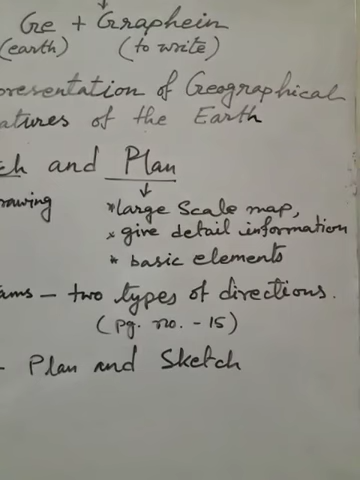 Ge + Graphein
(earth) (to write)
presentation of Geographical
atures of the Earth
ch and Plan
rawing *large Scale map,
* give detail information
* basic elements
ams - two types of directions.
(pg. no. - 15)
- Plan and Sketch